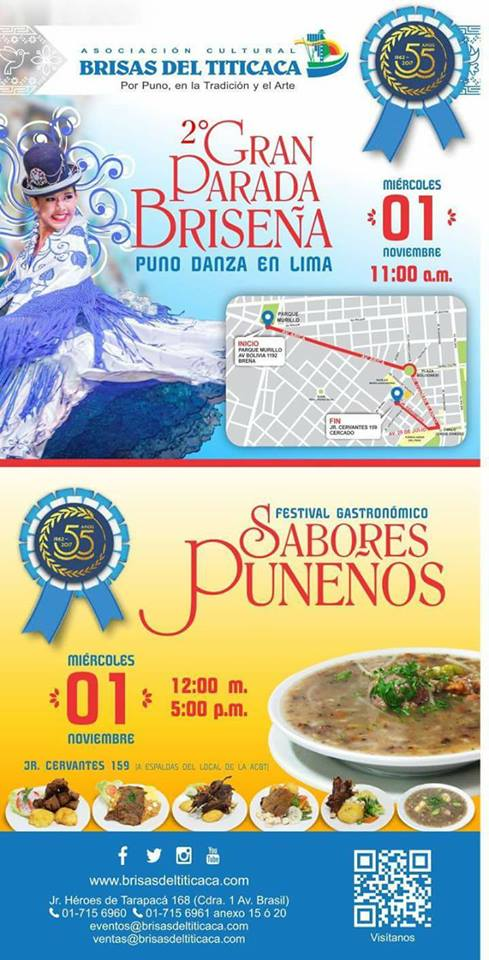 ASOCIACIÓN CULTURAL
BRISAS DEL TITICACA
Por Puno, en la Tradición y el Arte
55 AÑOS
1962 - 2017
2° GRAN
PARADA
BRISEÑA
PUNO DANZA EN LIMA
MIÉRCOLES
01
NOVIEMBRE
11:00 a.m.
PARQUE
MURILLO
INICIO
PARQUE MURILLO
AV BOLIVIA 1192
BREÑA
PLAZA
BOLOGNESI
FIN
JR. CERVANTES 159
CERCADO
AV. 28 DE JULIO
55 AÑOS
1962 - 2017
FESTIVAL GASTRONÓMICO
SABORES
PUNEÑOS
MIÉRCOLES
01
NOVIEMBRE
12:00 m.
5:00 p.m.
JR. CERVANTES 159 (A ESPALDAS DEL LOCAL DE LA ACBT)
You
Tube
www.brisasdeltiticaca.com
Jr. Héroes de Tarapacá 168 (Cdra. 1 Av. Brasil)
01-715 6960 01-715 6961 anexo 15 ó 20
eventos@brisasdeltiticaca.com
ventas@brisasdeltiticaca.com
Visítanos